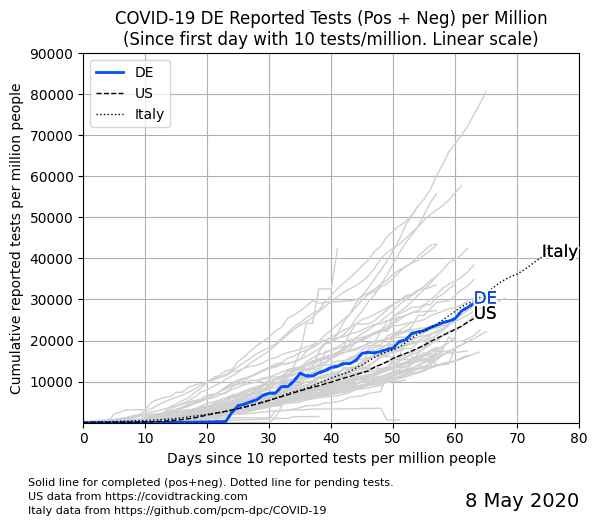 COVID-19 DE Reported Tests (Pos + Neg) per Million
(Since first day with 10 tests/million. Linear scale)
Cumulative reported tests per million people
90000
80000
70000
60000
50000
40000
30000
20000
10000
DE
US
Italy
Italy
DE
US
0 10 20 30 40 50 60 70 80
Days since 10 reported tests per million people
Solid line for completed (pos+neg). Dotted line for pending tests.
US data from https://covidtracking.com
Italy data from https://github.com/pcm-dpc/COVID-19
8 May 2020